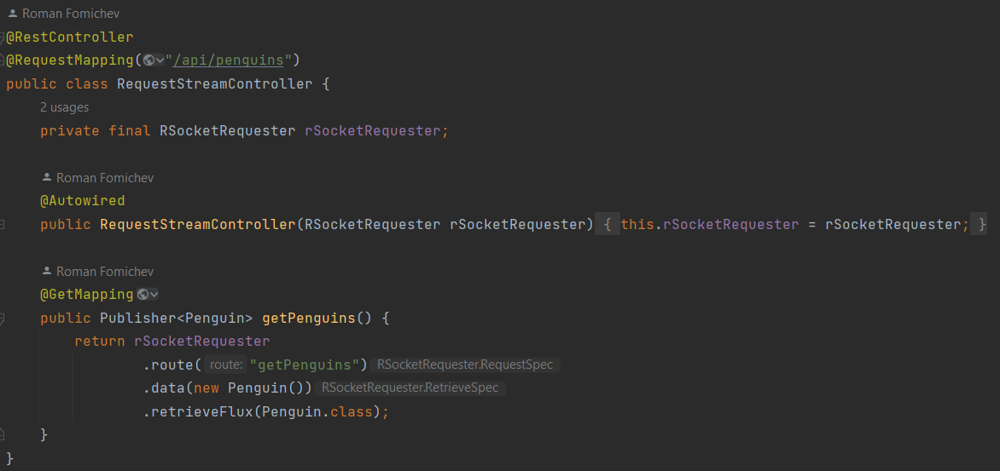 Roman Fomichev
@RestController
@RequestMapping("/api/penguins")
public class RequestStreamController {
2 usages
private final RSocketRequester rSocketRequester;
Roman Fomichev
@Autowired
public RequestStreamController(RSocketRequester rSocketRequester) { this.rSocketRequester = rSocketRequester; }
Roman Fomichev
@GetMapping
public Publisher<Penguin> getPenguins() {
return rSocketRequester
.route( route: "getPenguins") RSocketRequester.RequestSpec
.data(new Penguin()) RSocketRequester.RetrieveSpec
.retrieveFlux(Penguin.class);
}
}